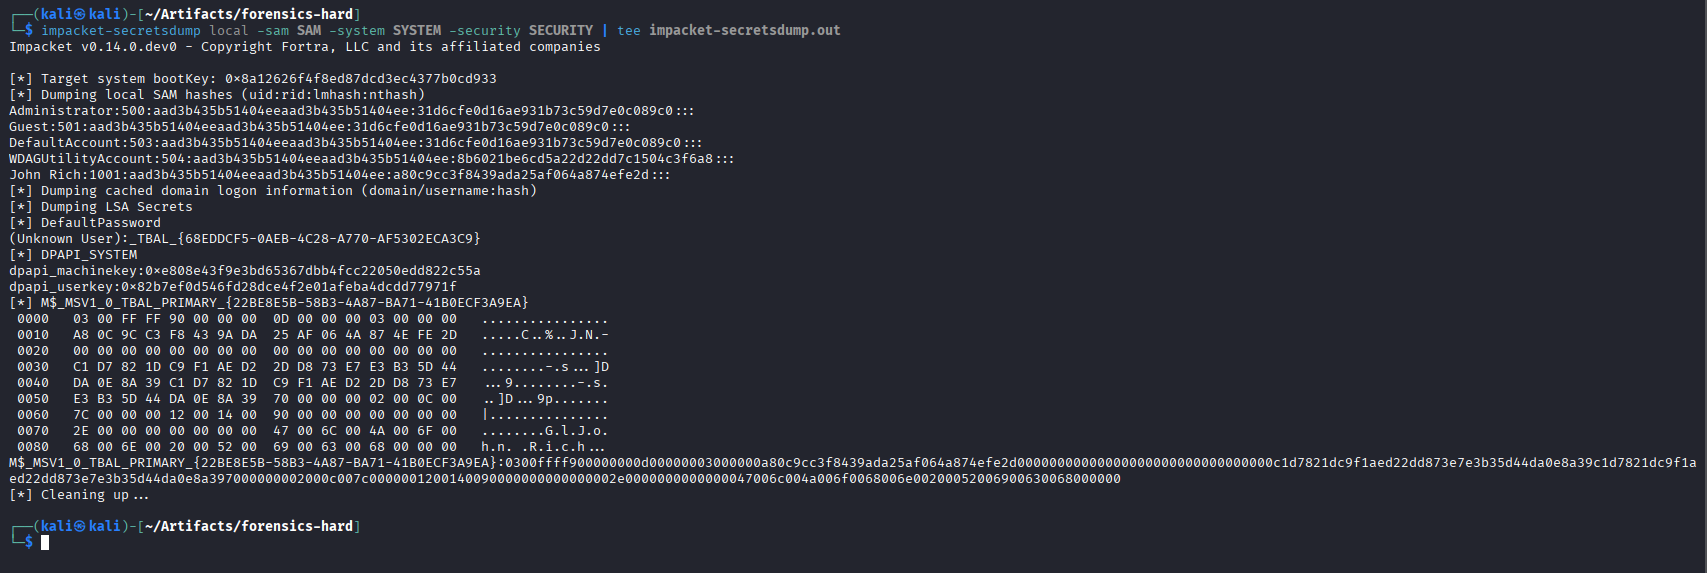 ┌──(kali㉿kali)-[~/Artifacts/forensics-hard]
└─$ impacket-secretsdump local -sam SAM -system SYSTEM -security SECURITY | tee impacket-secretsdump.out
Impacket v0.14.0.dev0 - Copyright Fortra, LLC and its affiliated companies

[*] Target system bootKey: 0×8a12626f4f8ed87dcd3ec4377b0cd933
[*] Dumping local SAM hashes (uid:rid:lmhash:nthash)
Administrator:500:aad3b435b51404eeaad3b435b51404ee:31d6cfe0d16ae931b73c59d7e0c089c0:::
Guest:501:aad3b435b51404eeaad3b435b51404ee:31d6cfe0d16ae931b73c59d7e0c089c0:::
DefaultAccount:503:aad3b435b51404eeaad3b435b51404ee:31d6cfe0d16ae931b73c59d7e0c089c0:::
WDAGUtilityAccount:504:aad3b435b51404eeaad3b435b51404ee:8b6021be6cd5a22d22dd7c1504c3f6a8:::
John Rich:1001:aad3b435b51404eeaad3b435b51404ee:a80c9cc3f8439ada25af064a874efe2d:::
[*] Dumping cached domain logon information (domain/username:hash)
[*] Dumping LSA Secrets
[*] DefaultPassword
(Unknown User):_TBAL_{68EDDCF5-0AEB-4C28-A770-AF5302ECA3C9}
[*] DPAPI_SYSTEM
dpapi_machinekey:0×e808e43f9e3bd65367dbb4fcc22050edd822c55a
dpapi_userkey:0×82b7ef0d546fd28dce4f2e01afeba4dcdd77971f
[*] M$_MSV1_0_TBAL_PRIMARY_{22BE8E5B-58B3-4A87-BA71-41B0ECF3A9EA}
 0000   03 00 FF FF 90 00 00 00  0D 00 00 00 03 00 00 00   ................
 0010   A8 0C 9C C3 F8 43 9A DA  25 AF 06 4A 87 4E FE 2D   .....C..%..J.N.-
 0020   00 00 00 00 00 00 00 00  00 00 00 00 00 00 00 00   ................
 0030   C1 D7 82 1D C9 F1 AE D2  2D D8 73 E7 E3 B3 5D 44   ........-.s...]D
 0040   DA 0E 8A 39 C1 D7 82 1D  C9 F1 AE D2 2D D8 73 E7   ...9........-.s.
 0050   E3 B3 5D 44 DA 0E 8A 39  70 00 00 00 02 00 0C 00   ..]D...9p.......
 0060   7C 00 00 00 12 00 14 00  90 00 00 00 00 00 00 00   |...............
 0070   2E 00 00 00 00 00 00 00  47 00 6C 00 4A 00 6F 00   ........G.l.J.o.
 0080   68 00 6E 00 20 00 52 00  69 00 63 00 68 00 00 00   h.n. .R.i.c.h...
M$_MSV1_0_TBAL_PRIMARY_{22BE8E5B-58B3-4A87-BA71-41B0ECF3A9EA}:0300ffff900000000d00000003000000a80c9cc3f8439ada25af064a874efe2d00000000000000000000000000000000c1d7821dc9f1aed22dd873e7e3b35d44da0e8a39c1d7821dc9f1a
ed22dd873e7e3b35d44da0e8a397000000002000c007c0000001200140090000000000000002e0000000000000047006c004a006f0068006e002000520069006300680000000
[*] Cleaning up...

┌──(kali㉿kali)-[~/Artifacts/forensics-hard]
└─$